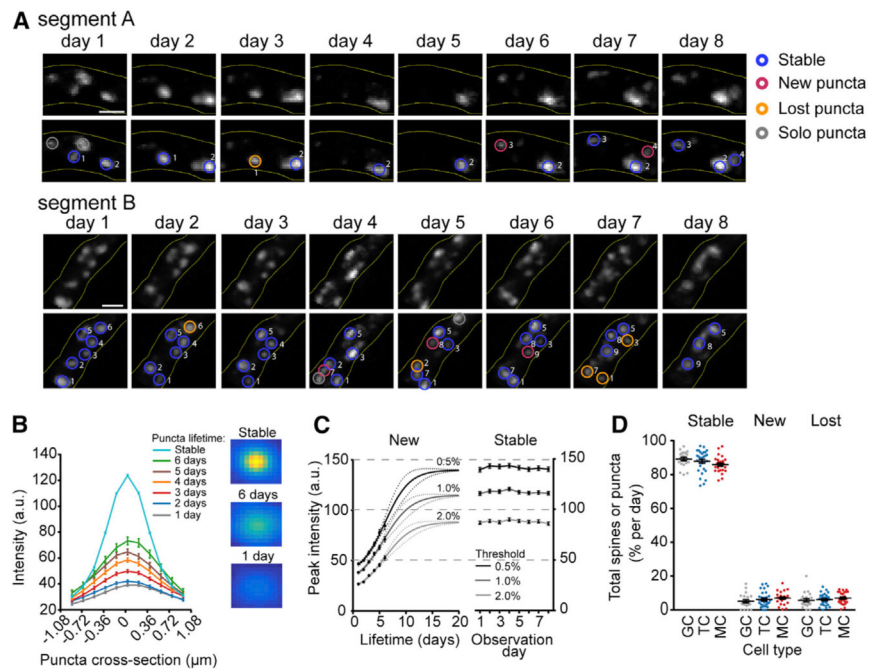 A segment A
day 1 day 2 day 3 day 4 day 5 day 6 day 7 day 8
Stable
New puncta
Lost puncta
Solo puncta
1 2 1 2 1 2 2 2 3 2 3 4 2 3 2 4
segment B
day 1 day 2 day 3 day 4 day 5 day 6 day 7 day 8
5 6 4 3 2 1
6 5 4 3 2 1
5 4 3 2 1
5 3 2 7 1
5 8 3 2 7 1
5 8 3 9 7 1
5 8 3 9 7 1
5 8 9
B
Puncta lifetime:
Stable
6 days
5 days
4 days
3 days
2 days
1 day
Intensity (a.u.)
140
120
100
80
60
40
20
-1.08 -0.72 -0.36 0 0.36 0.72 1.08
Puncta cross-section (µm)
Stable
6 days
1 day
C
New Stable
Peak intensity (a.u.)
150 150
100 100
50 50
0 0
0.5%
1.0%
2.0%
Threshold
0.5%
1.0%
2.0%
0 5 10 15 20 1 3 5 7
Lifetime (days) Observation
day
D
Stable New Lost
Total spines or puncta
(% per day)
100
80
60
40
20
0
GC TC MC GC TC MC GC TC MC
Cell type